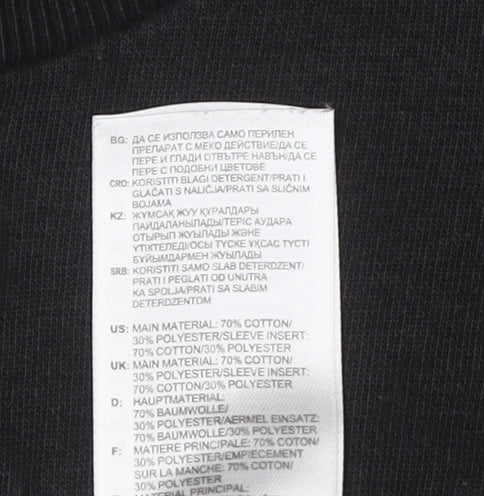 BG: ДА СЕ ИЗПОЛЗВА САМО ПЕРИЛЕН
ПРЕПАРАТ С МЕКО ДЕЙСТВИЕ/ДА СЕ
ПЕРЕ И ГЛАДИ ОТВЪТРЕ НАВЪН/ДА СЕ
ПЕРЕ С ПОДОБНИ ЦВЕТОВЕ
CRO: KORISTITI BLAGI DETERGENT/PRATI I
GLAČATI S NALIČJA/PRATI SA SLIČNIM
BOJAMA
KZ: ЖҰМСАҚ ЖУУ ҚҰРАЛДАРЫ
ПАЙДАЛАНЫЛАДЫ/ТЕРІС АУДАРА
ОТЫРЫП ЖУЫЛАДЫ ЖӘНЕ
ҮТІКТЕЛЕДІ/ОСЫ ТҮСКЕ ҰҚСАС ТҮСТІ
БҰЙЫМДАРМЕН ЖУЫЛАДЫ
SRB: KORISTITI SAMO SLAB DETERDZENT/
PRATI I PEGLATI OD UNUTRA
KA SPOLJA/PRATI SA SLABIM
DETERDZENTOM
US: MAIN MATERIAL: 70% COTTON/
30% POLYESTER/SLEEVE INSERT:
70% COTTON/30% POLYESTER
UK: MAIN MATERIAL: 70% COTTON/
30% POLYESTER/SLEEVE INSERT:
70% COTTON/30% POLYESTER
D: HAUPTMATERIAL:
70% BAUMWOLLE/
30% POLYESTER/AERMEL EINSATZ:
70% BAUMWOLLE/30% POLYESTER
F: MATIERE PRINCIPALE: 70% COTON/
30% POLYESTER/EMPIECEMENT
SUR LA MANCHE: 70% COTON/
30% POLYESTER
MATERIAL PRINCIPAL: